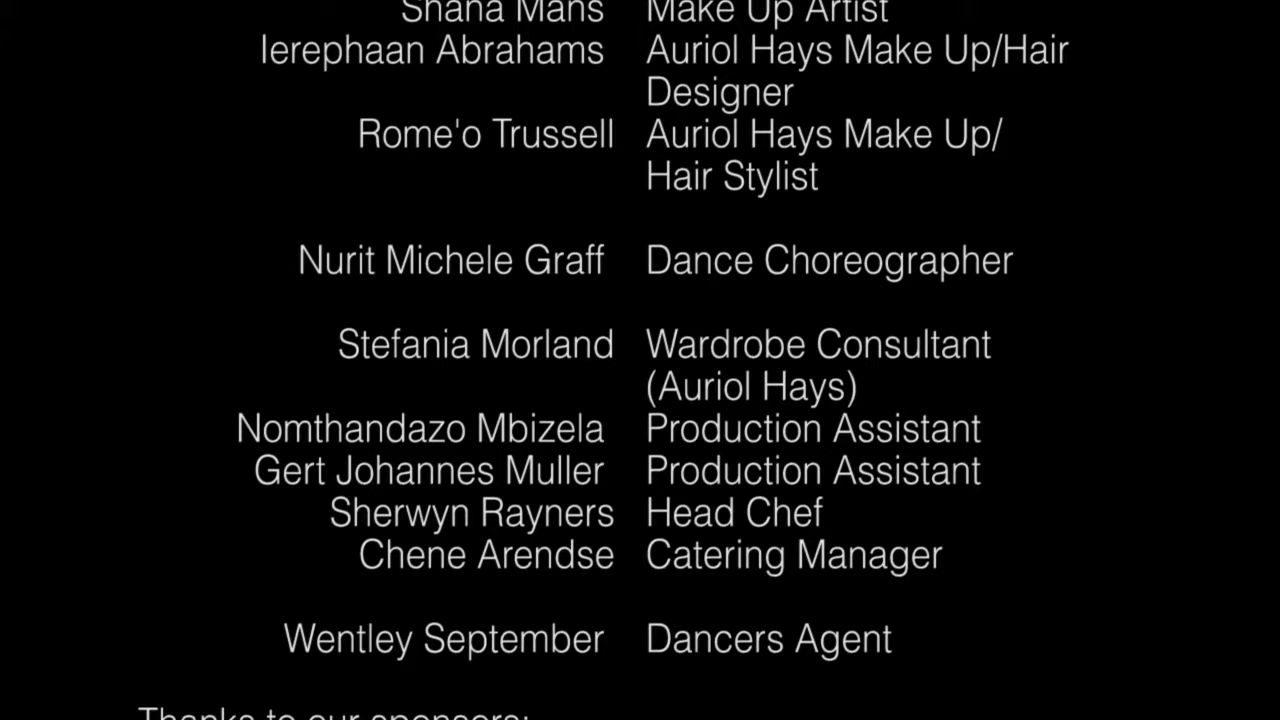 Shana Mans Make Up Artist
Ierephaan Abrahams Auriol Hays Make Up/Hair
Designer
Rome'o Trussell Auriol Hays Make Up/
Hair Stylist
Nurit Michele Graff Dance Choreographer
Stefania Morland Wardrobe Consultant
(Auriol Hays)
Nomthandazo Mbizela Production Assistant
Gert Johannes Muller Production Assistant
Sherwyn Rayners Head Chef
Chene Arendse Catering Manager
Wentley September Dancers Agent
Thanks to our sponsors: